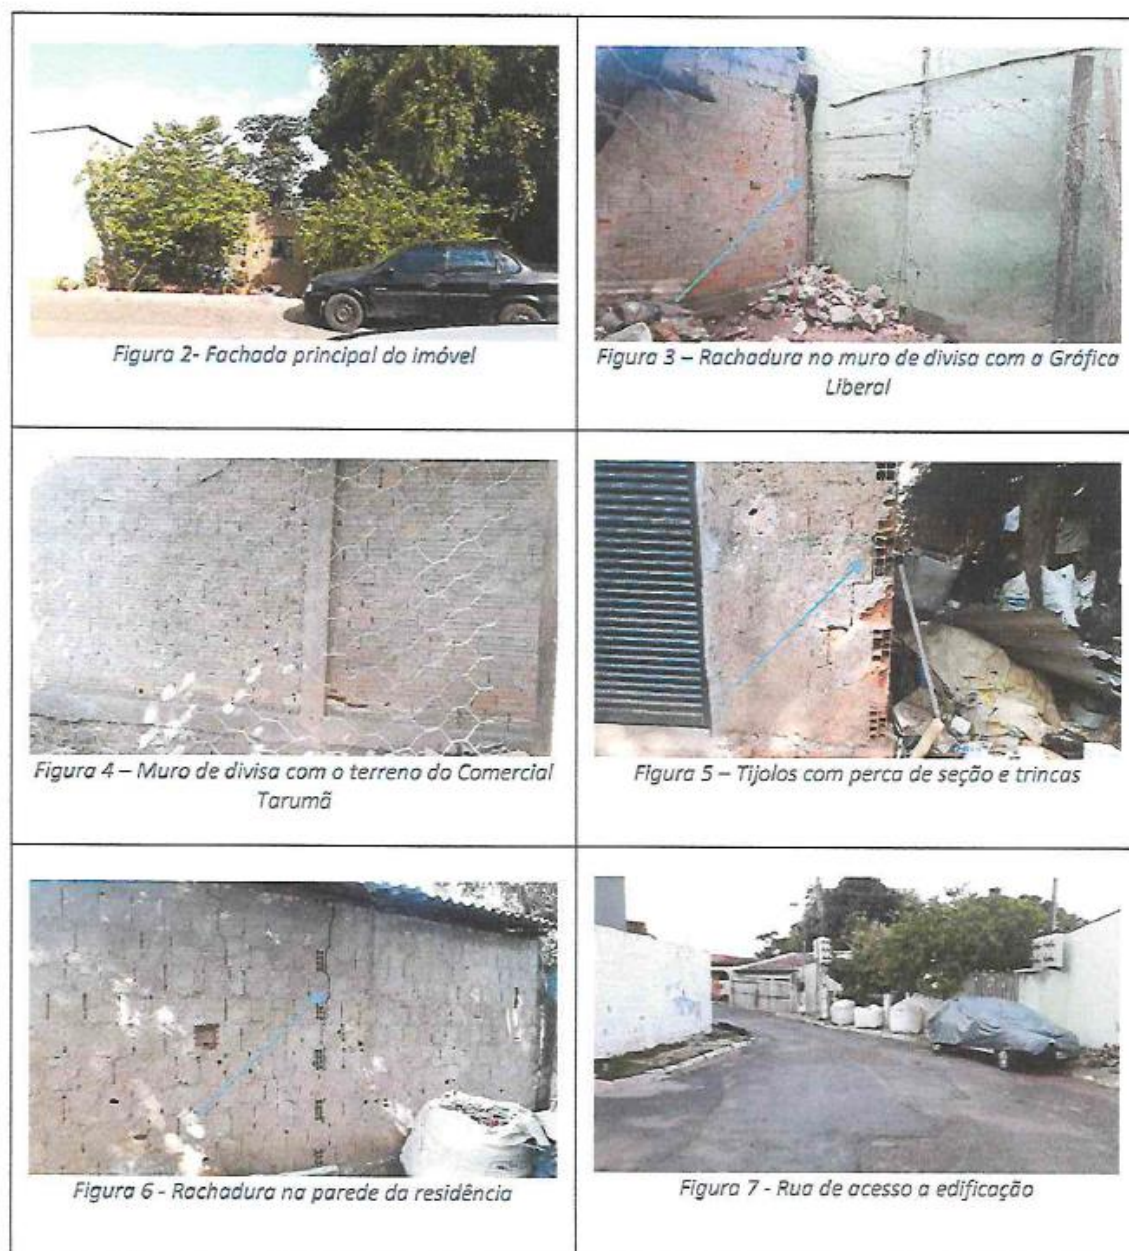 Figura 2- Fachada principal do imóvel
Figura 3 – Rachadura no muro de divisa com a Gráfica
Liberal
Figura 4 – Muro de divisa com o terreno do Comercial
Tarumã
Figura 5 – Tijolos com perca de seção e trincas
Figura 6 - Rachadura na parede da residência
Figura 7 - Rua de acesso a edificação